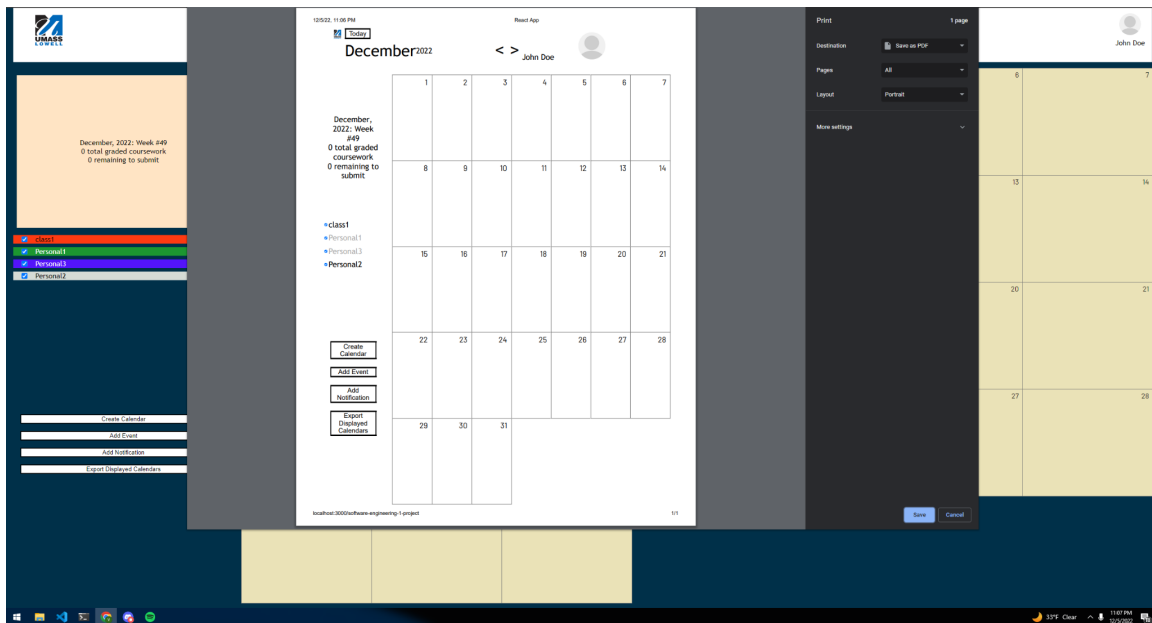 UMASS
LOWELL
John Doe
December, 2022: Week #49
0 total graded coursework
0 remaining to submit
class1
Personal1
Personal3
Personal2
Create Calendar
Add Event
Add Notification
Export Displayed Calendars
12/5/22, 11:06 PM
React App
Today
December2022
< >
John Doe
December,
2022: Week
#49
0 total graded
coursework
0 remaining to
submit
class1
Personal1
Personal3
Personal2
Create
Calendar
Add Event
Add
Notification
Export
Displayed
Calendars
1 2 3 4 5 6 7
8 9 10 11 12 13 14
15 16 17 18 19 20 21
22 23 24 25 26 27 28
29 30 31
localhost:3000/software-engineering-1-project
1/1
Print
1 page
Destination
Save as PDF
Pages
All
Layout
Portrait
More settings
Save
Cancel
6 7
13 14
20 21
27 28
33°F Clear
11:07 PM
12/5/2022